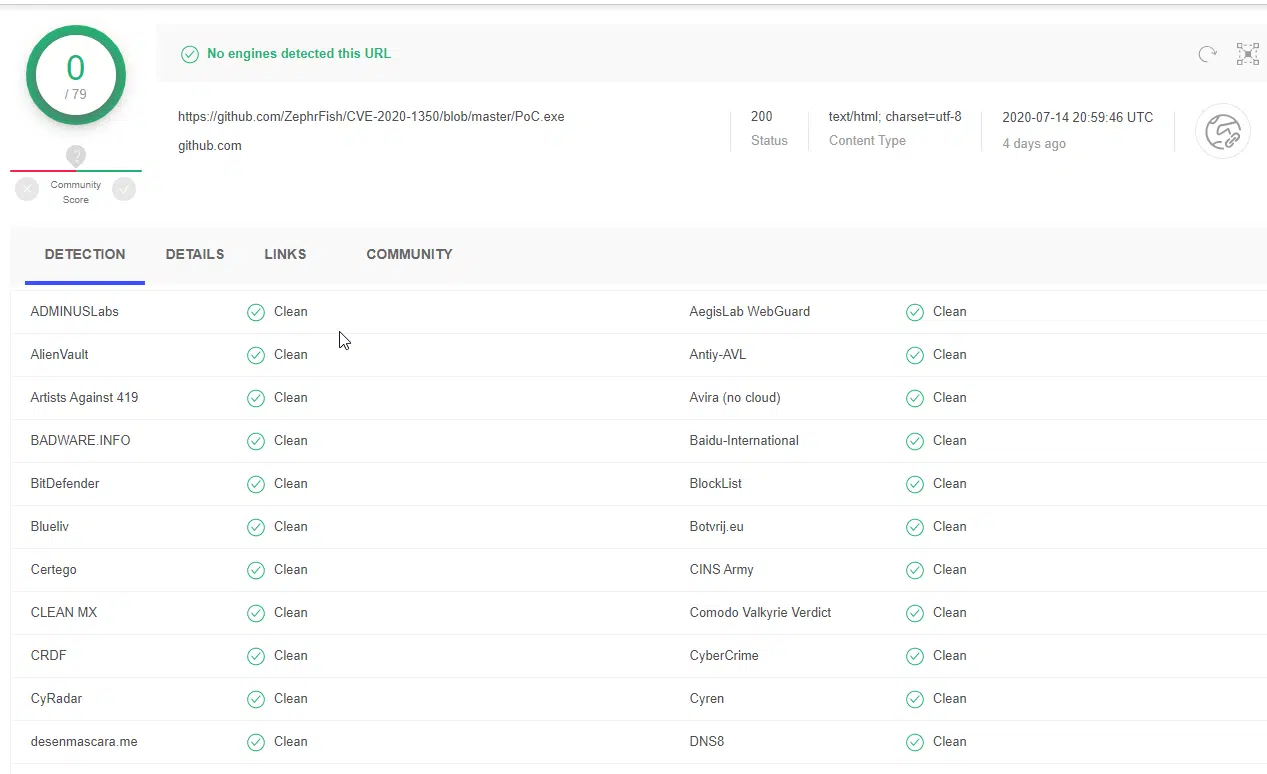 0
/ 79
No engines detected this URL
https://github.com/ZephrFish/CVE-2020-1350/blob/master/PoC.exe
github.com
200
Status
text/html; charset=utf-8
Content Type
2020-07-14 20:59:46 UTC
4 days ago
?
Community
Score
DETECTION DETAILS LINKS COMMUNITY
ADMINUSLabs Clean AegisLab WebGuard Clean
AlienVault Clean Antiy-AVL Clean
Artists Against 419 Clean Avira (no cloud) Clean
BADWARE.INFO Clean Baidu-International Clean
BitDefender Clean BlockList Clean
Blueliv Clean Botvrij.eu Clean
Certego Clean CINS Army Clean
CLEAN MX Clean Comodo Valkyrie Verdict Clean
CRDF Clean CyberCrime Clean
CyRadar Clean Cyren Clean
desenmascara.me Clean DNS8 Clean